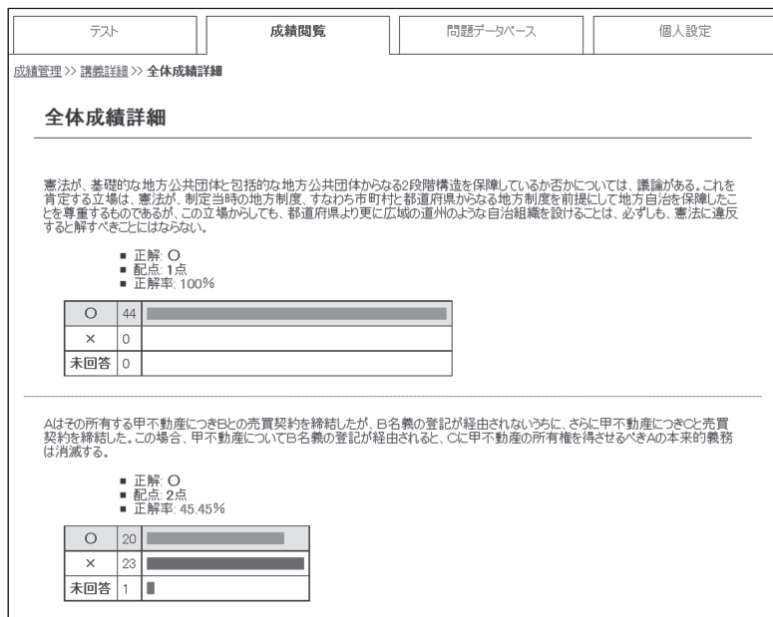 テスト
成績閲覧
問題データベース
個人設定
成績管理 >> 講義詳細 >> 全体成績詳細
全体成績詳細
憲法が、基礎的な地方公共団体と包括的な地方公共団体からなる2段階構造を保障しているか否かについては、議論がある。これを
肯定する立場は、憲法が、制定当時の地方制度、すなわち市町村と都道府県からなる地方制度を前提にして地方自治を保障したこ
とを尊重するものであるが、この立場からしても、都道府県より更に広域の道州のような自治組織を設けることは、必ずしも、憲法に違反
すると解すべきことにはならない。
■ 正解: ○
■ 配点: 1点
■ 正解率: 100%
○ 44
× 0
未回答 0
Aはその所有する甲不動産につきBとの売買契約を締結したが、B名義の登記が経由されないうちに、さらに甲不動産につきCと売買
契約を締結した。この場合、甲不動産についてB名義の登記が経由されると、Cに甲不動産の所有権を得させるべきAの本来的義務
は消滅する。
■ 正解: ○
■ 配点: 2点
■ 正解率: 45.45%
○ 20
× 23
未回答 1